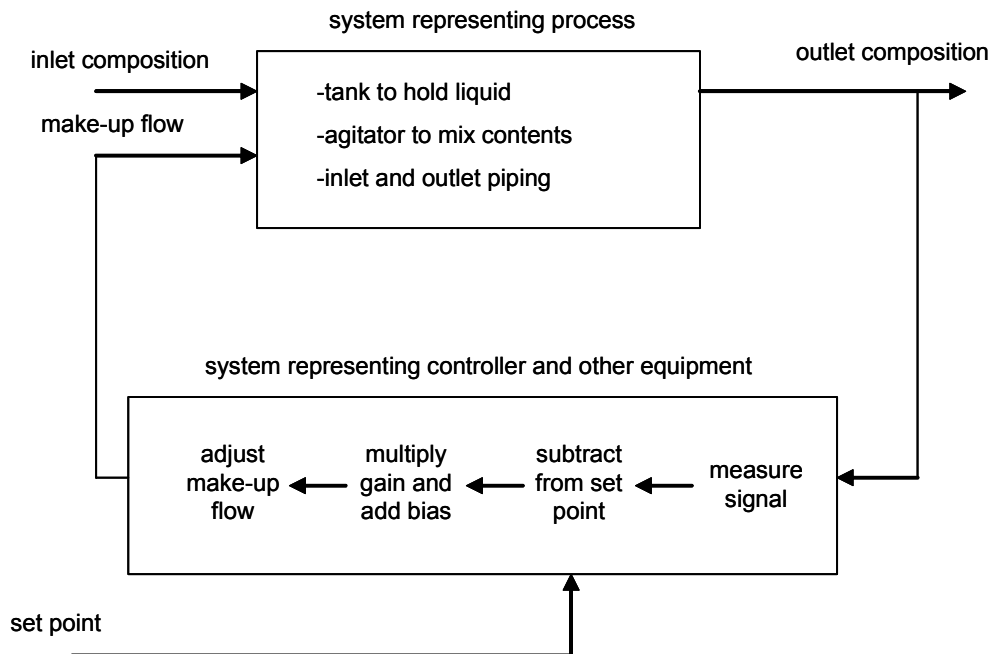 system representing process
inlet composition
outlet composition
make-up flow
-tank to hold liquid
-agitator to mix contents
-inlet and outlet piping
system representing controller and other equipment
adjust
make-up
flow
multiply
gain and
add bias
subtract
from set
point
measure
signal
set point